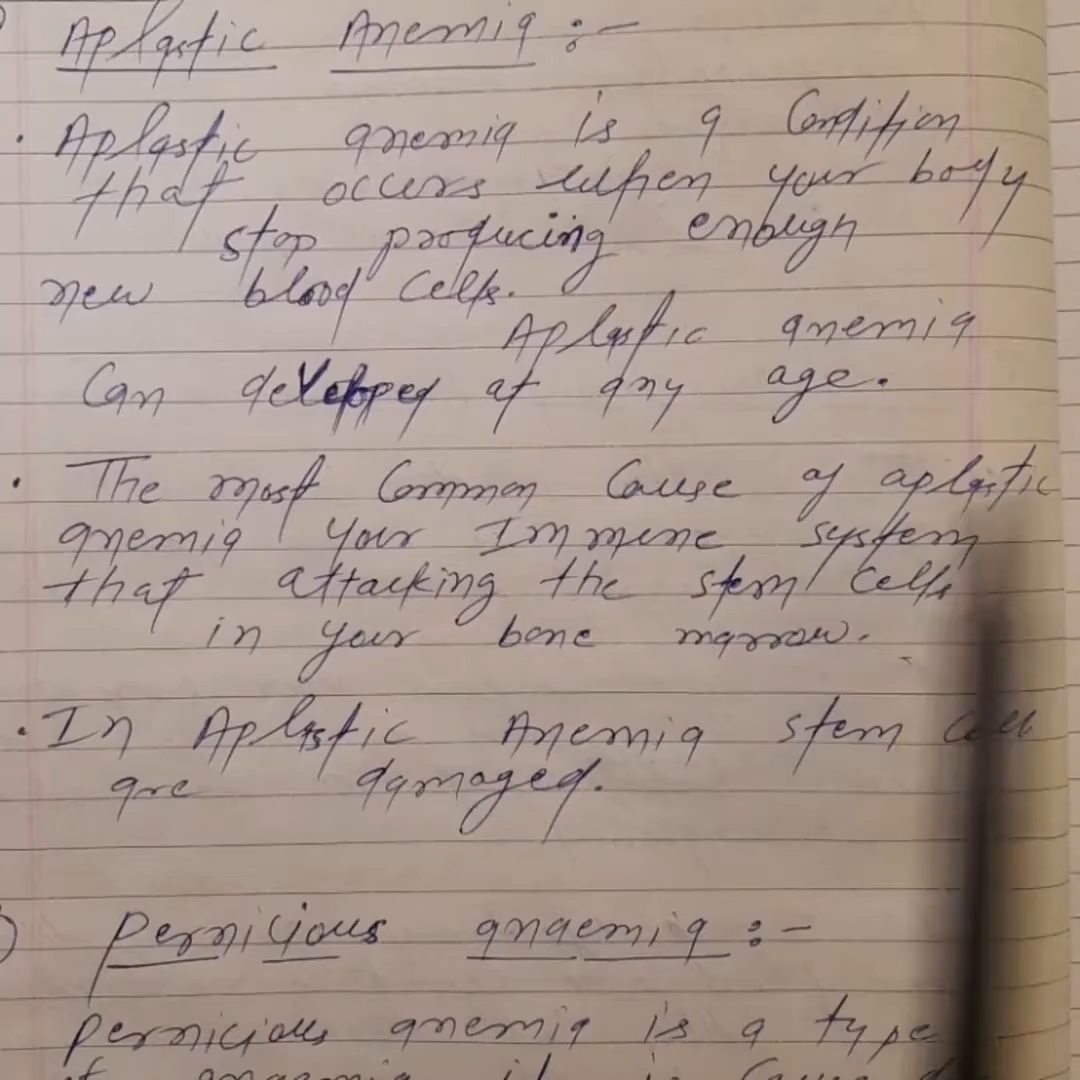 Aplastic Anemia :-
· Aplastic anemia is a Condition
that occurs when your body
stop producing enough
new blood cells.
Aplastic anemia
Can developed at any age.
· The most Common Cause of aplastic
anemia your Immune system
that attacking the stem cells
in your bone marrow.
· In Aplastic Anemia stem cell
are damaged.
Pernicious anaemia :-
Pernicious anemia is a type